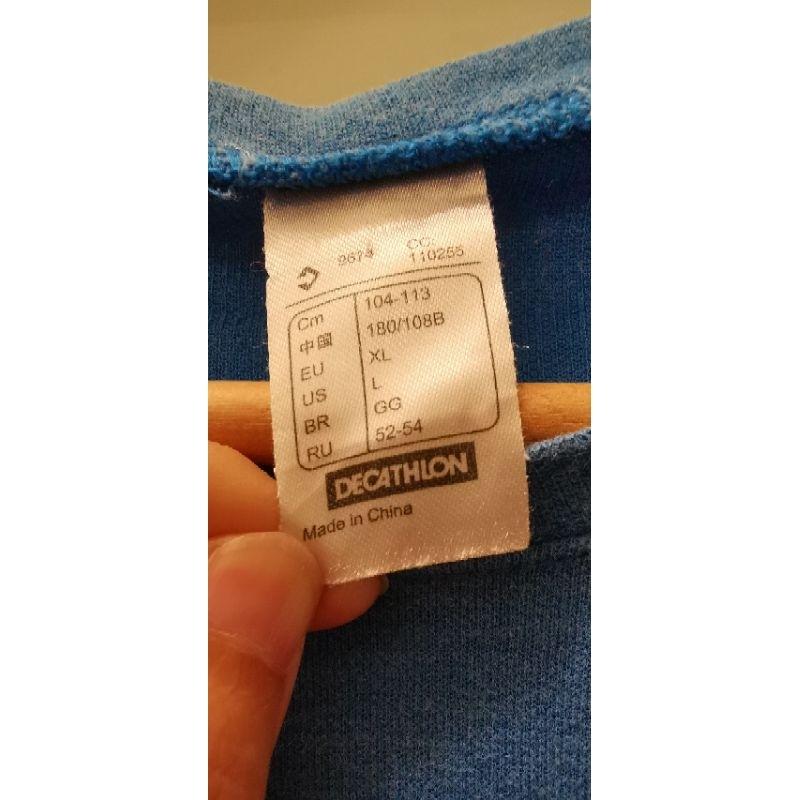 2674 CC:
110255
Cm 104-113
中国 180/108B
EU XL
US L
BR GG
RU 52-54
DECATHLON
Made in China